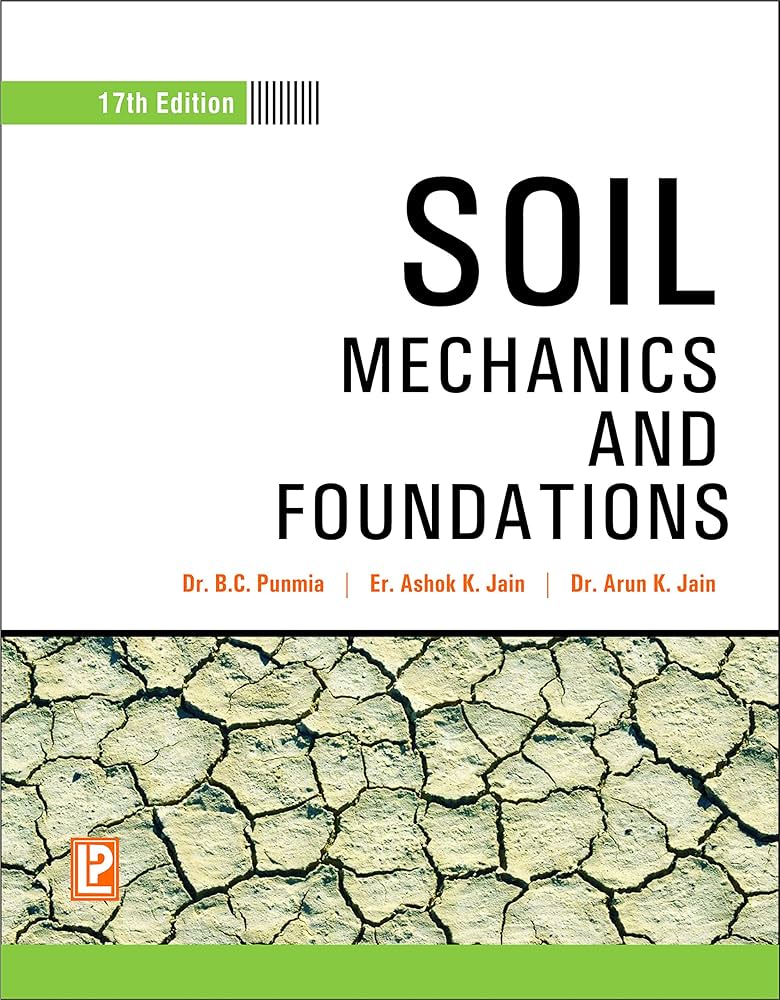 17th Edition
SOIL
MECHANICS
AND
FOUNDATIONS
Dr. B.C. Punmia | Er. Ashok K. Jain | Dr. Arun K. Jain
LP